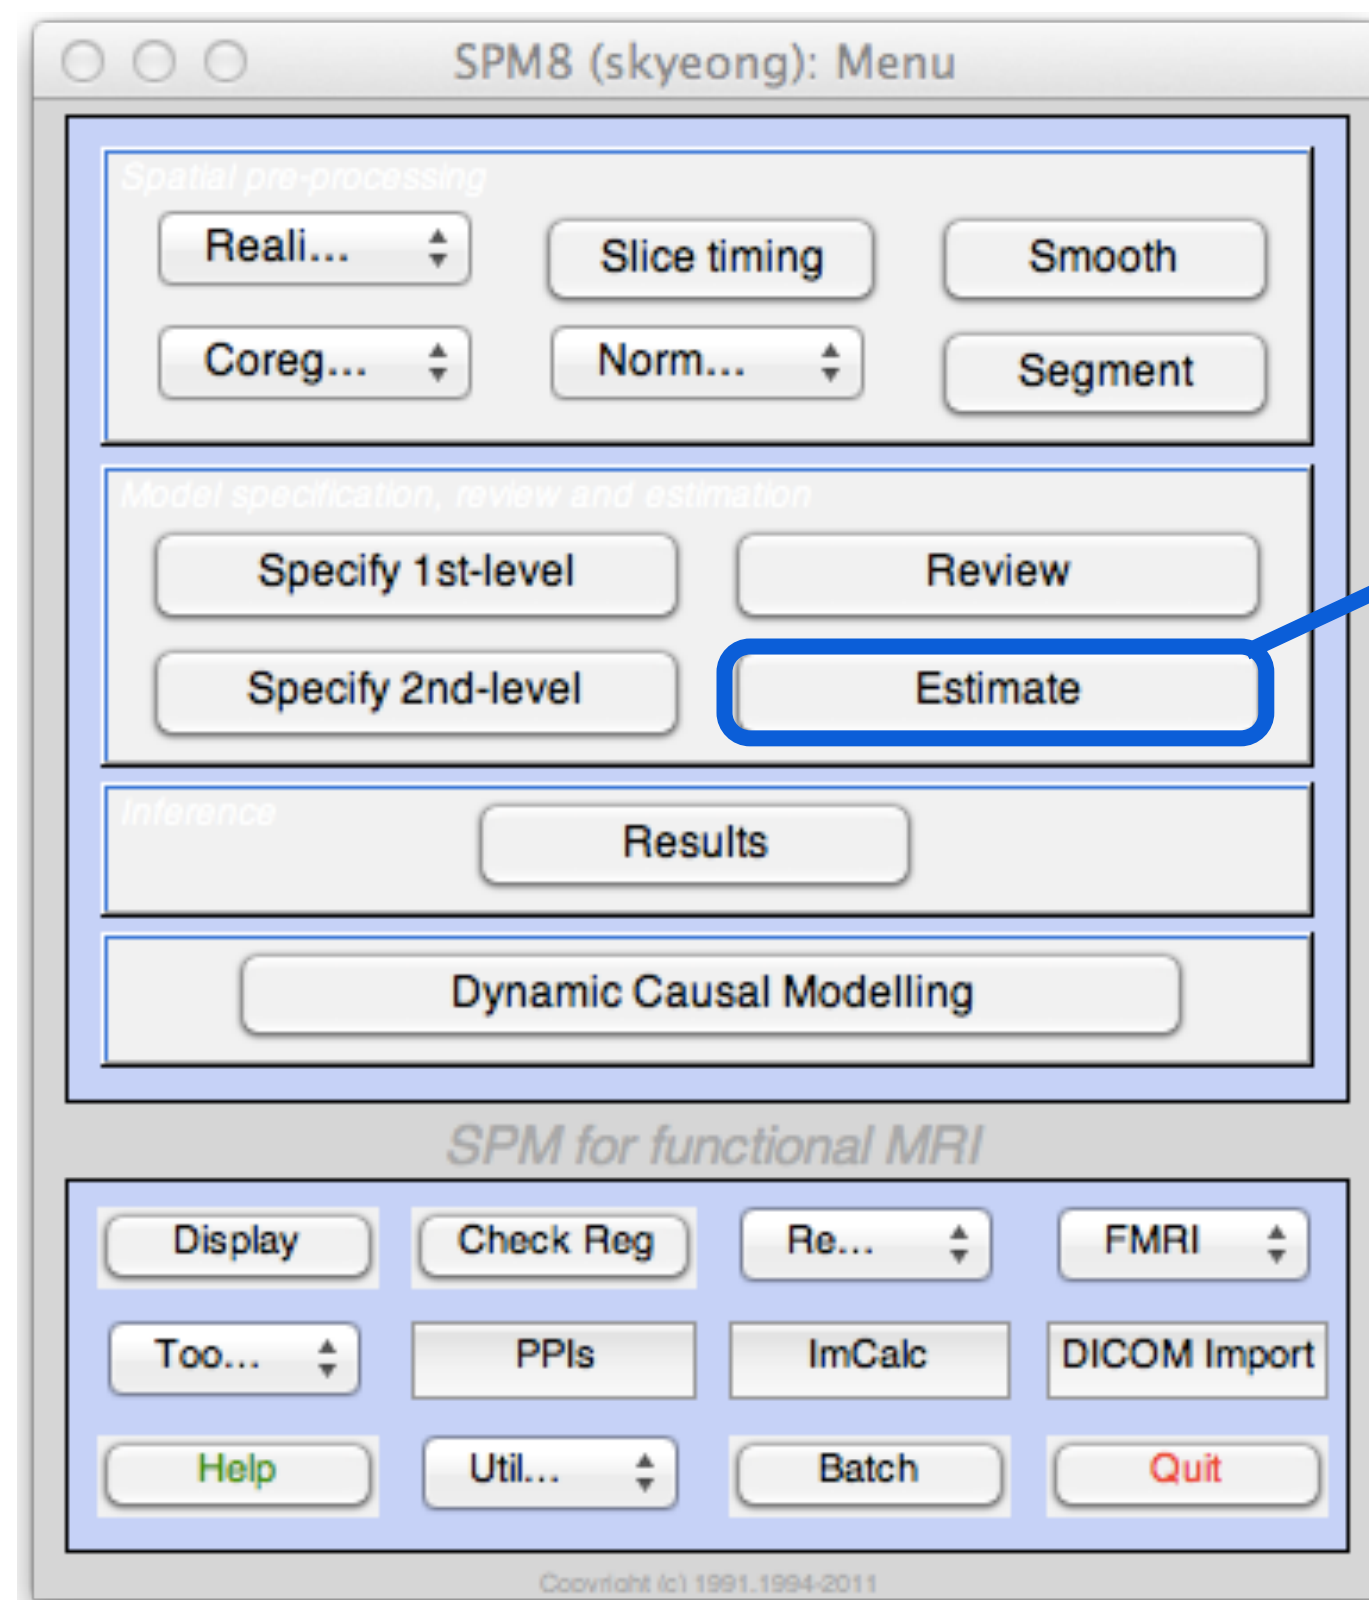 SPM8 (skyeong): Menu
Spatial pre-processing
Reali... Slice timing Smooth
Coreg... Norm... Segment
Model specification, review and estimation
Specify 1st-level Review
Specify 2nd-level Estimate
Inference
Results
Dynamic Causal Modelling
SPM for functional MRI
Display Check Reg Re... FMRI
Too... PPIs ImCalc DICOM Import
Help Util... Batch Quit
Copyright (c) 1991,1994-2011